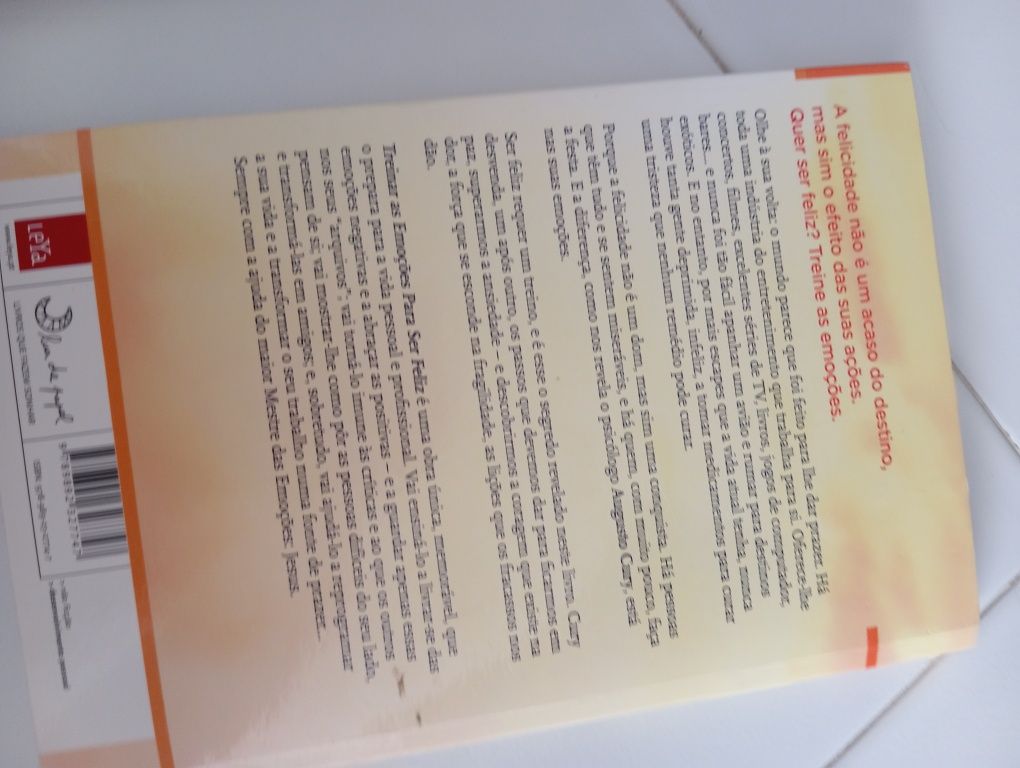 A felicidade não é um acaso do destino,
mas sim o efeito das suas ações.
Quer ser feliz? Treine as emoções.
Olhe à sua volta: o mundo parece que foi feito para lhe dar prazer. Há
toda uma indústria do entretenimento que trabalha para si. Oferece-lhe
concertos, filmes, excelentes séries de TV, livros, jogos de computador,
bares... e nunca foi tão fácil apanhar um avião e rumar para destinos
exóticos. E no entanto, por mais escapes que a vida atual tenha, nunca
houve tanta gente deprimida, infeliz, a tomar medicamentos para curar
uma tristeza que nenhum remédio pode curar.
Porque a felicidade não é um dom, mas sim uma conquista. Há pessoas
que têm tudo e se sentem miseráveis, e há quem, com muito pouco, faça
a festa. E a diferença, como nos revela o psicólogo Augusto Cury, está
nas suas emoções.
Ser feliz requer um treino, e é esse o segredo revelado neste livro. Cury
desvenda, um após outro, os passos que devemos dar para ficarmos em
paz, superarmos a ansiedade – e descobrirmos a coragem que existe na
dor, a força que se esconde na fragilidade, as lições que os fracassos nos
dão.
Treinar as Emoções Para Ser Feliz é uma obra única, memorável, que
o prepara para a vida pessoal e profissional. Vai ensiná-lo a livrar-se das
emoções negativas e a abraçar as positivas – e a guardar apenas essas
nos seus "arquivos", vai torná-lo imune às críticas e ao que os outros
pensam de si, vai mostrar-lhe como pôr as pessoas difíceis do seu lado,
e transformá-las em amigos; e, sobretudo, vai ajudá-lo a reprogramar
a sua vida e a transformar o seu trabalho numa fonte de prazer...
Sempre com a ajuda do maior Mestre das Emoções: Jesus.
LeYa
lua de papel
LIVROS QUE FAZEM SONHAR